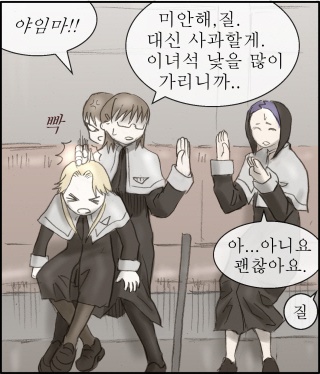 야임마!!
미안해,질.
대신 사과할게.
이녀석 낯을 많이
가리니까..
빡
아...아니요
괜찮아요.
질